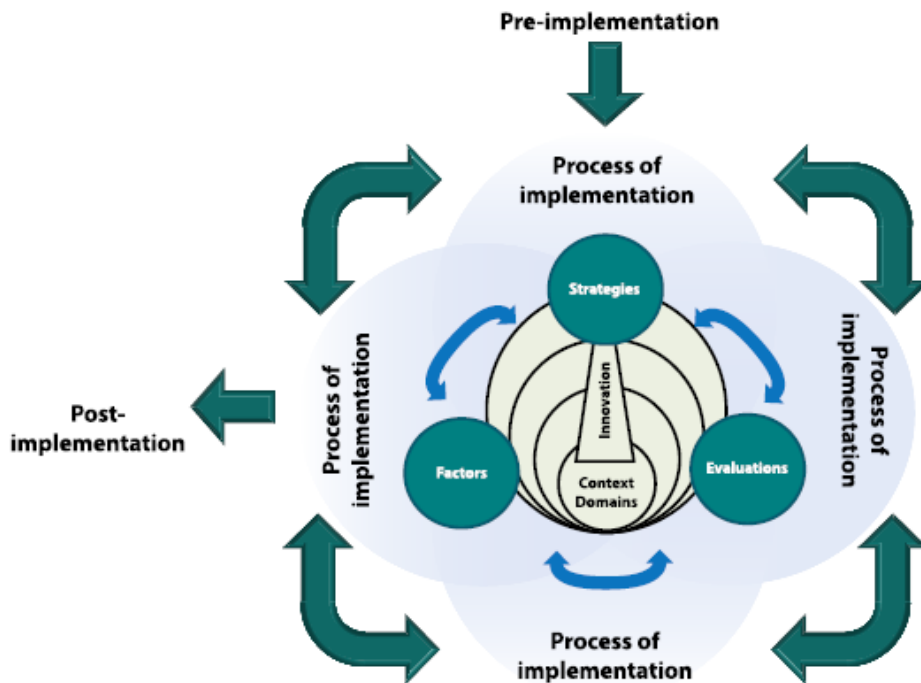 Pre-implementation
Process of
implementation
Strategies
Process of
implementation
Innovation
Process of
implementation
Post-
implementation
Factors
Evaluations
Context
Domains
Process of
implementation